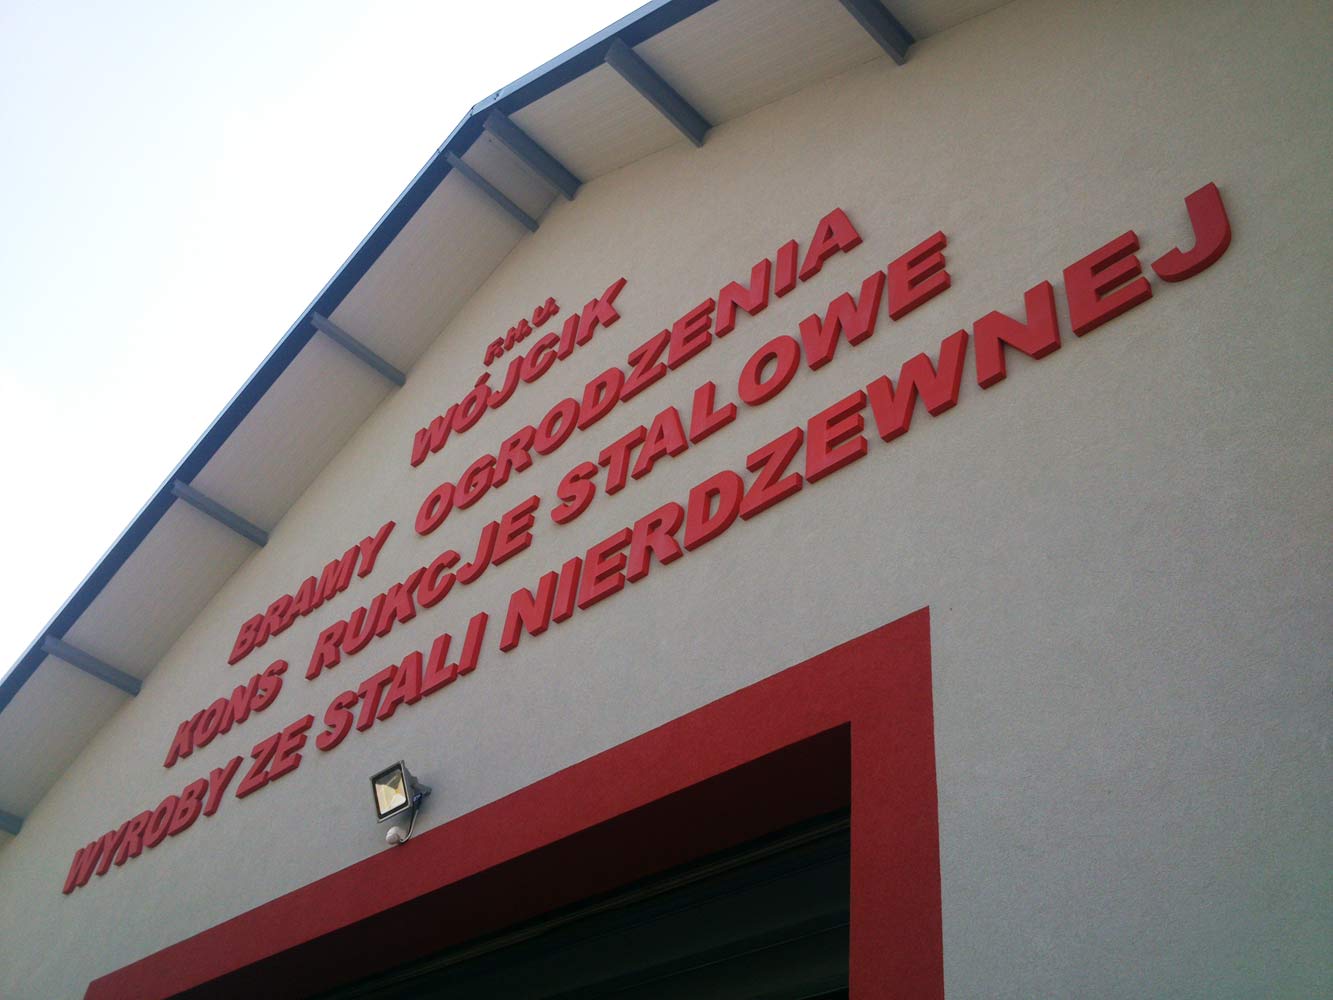 P.H.U.
WÓJCIK
BRAMY OGRODZENIA
KONS RUKCJE STALOWE
WYROBY ZE STALI NIERDZEWNEJ